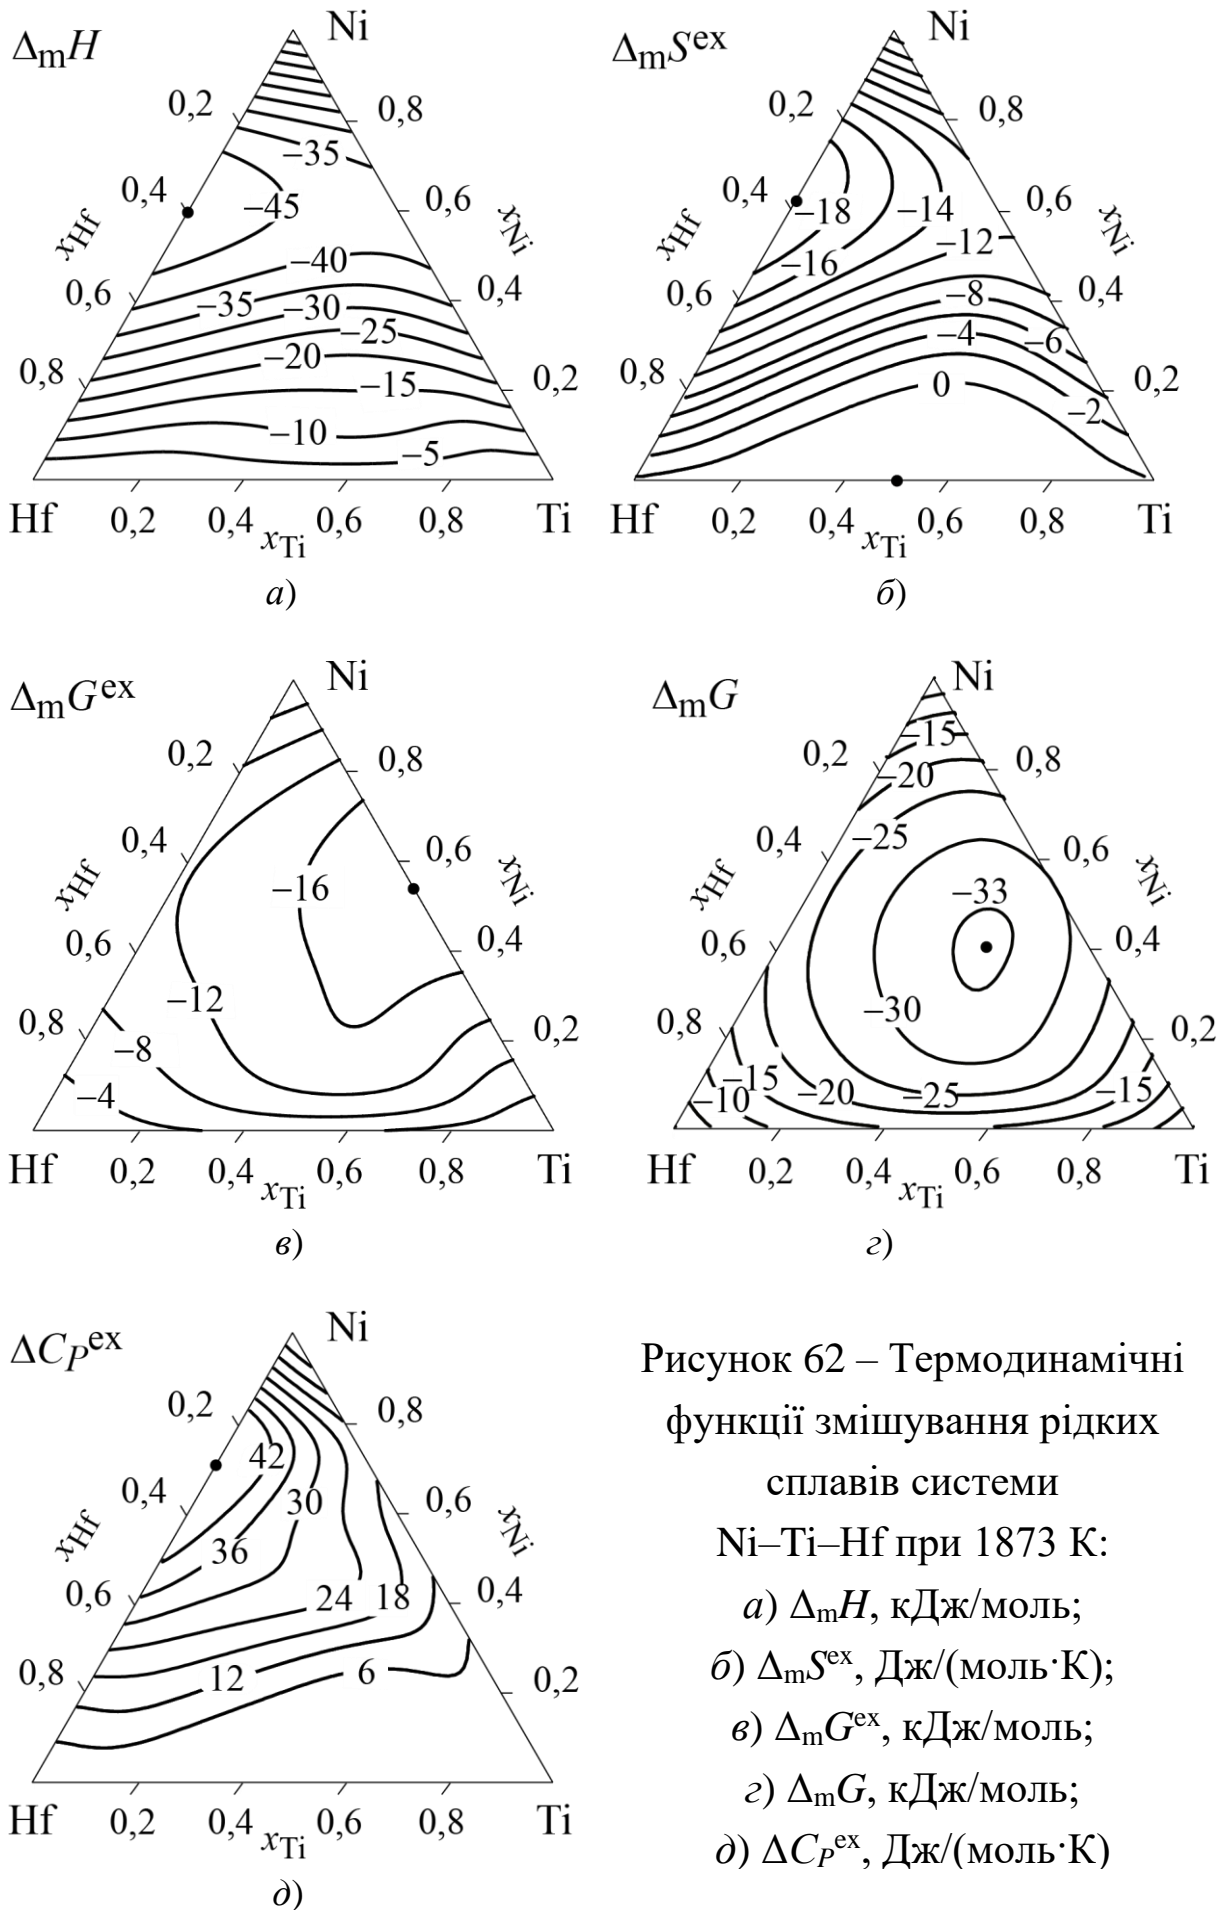 ΔmH
Ni
0,2
0,8
−35
0,4
−45
0,6
xHf
xNi
−40
0,6
−35
−30
0,4
−25
−20
0,8
−15
0,2
−10
−5
Hf
0,2
0,4
xTi
0,6
0,8
Ti
а)
ΔmSex
Ni
0,2
0,8
0,4
−18
−14
0,6
xHf
xNi
−12
−16
0,6
−8
0,4
−4
−6
0,8
0
0,2
−2
Hf
0,2
0,4
xTi
0,6
0,8
Ti
б)
ΔmGex
Ni
0,2
0,8
0,4
0,6
xHf
−16
xNi
0,6
0,4
−12
0,8
−8
0,2
−4
Hf
0,2
0,4
xTi
0,6
0,8
Ti
в)
ΔmG
Ni
−15
0,2
−20
0,8
0,4
−25
0,6
xHf
−33
xNi
0,6
0,4
−30
0,8
0,2
−15
−10
−20
−25
−15
Hf
0,2
0,4
xTi
0,6
0,8
Ti
г)
ΔCPex
Ni
0,2
0,8
42
0,4
30
0,6
xHf
xNi
36
0,6
24
18
0,4
0,8
12
6
0,2
Hf
0,2
0,4
xTi
0,6
0,8
Ti
д)
Рисунок 62 – Термодинамічні
функції змішування рідких
сплавів системи
Ni–Ti–Hf при 1873 К:
а) ΔmH, кДж/моль;
б) ΔmSex, Дж/(моль·К);
в) ΔmGex, кДж/моль;
г) ΔmG, кДж/моль;
д) ΔCPex, Дж/(моль·К)